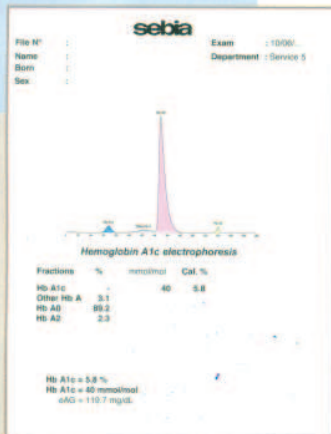 sebia
File N° :
Exam : 10/06/..
Name :
Department : Service 5
Born :
Sex :
Hemoglobin A1c electrophoresis
Fractions % mmol/mol Cal. %
Hb A1c - 40 5.8
Other Hb A 3.1
Hb A0 89.2
Hb A2 2.3
Hb A1c = 5.8 %
Hb A1c = 40 mmol/mol
eAG = 119.7 mg/dL